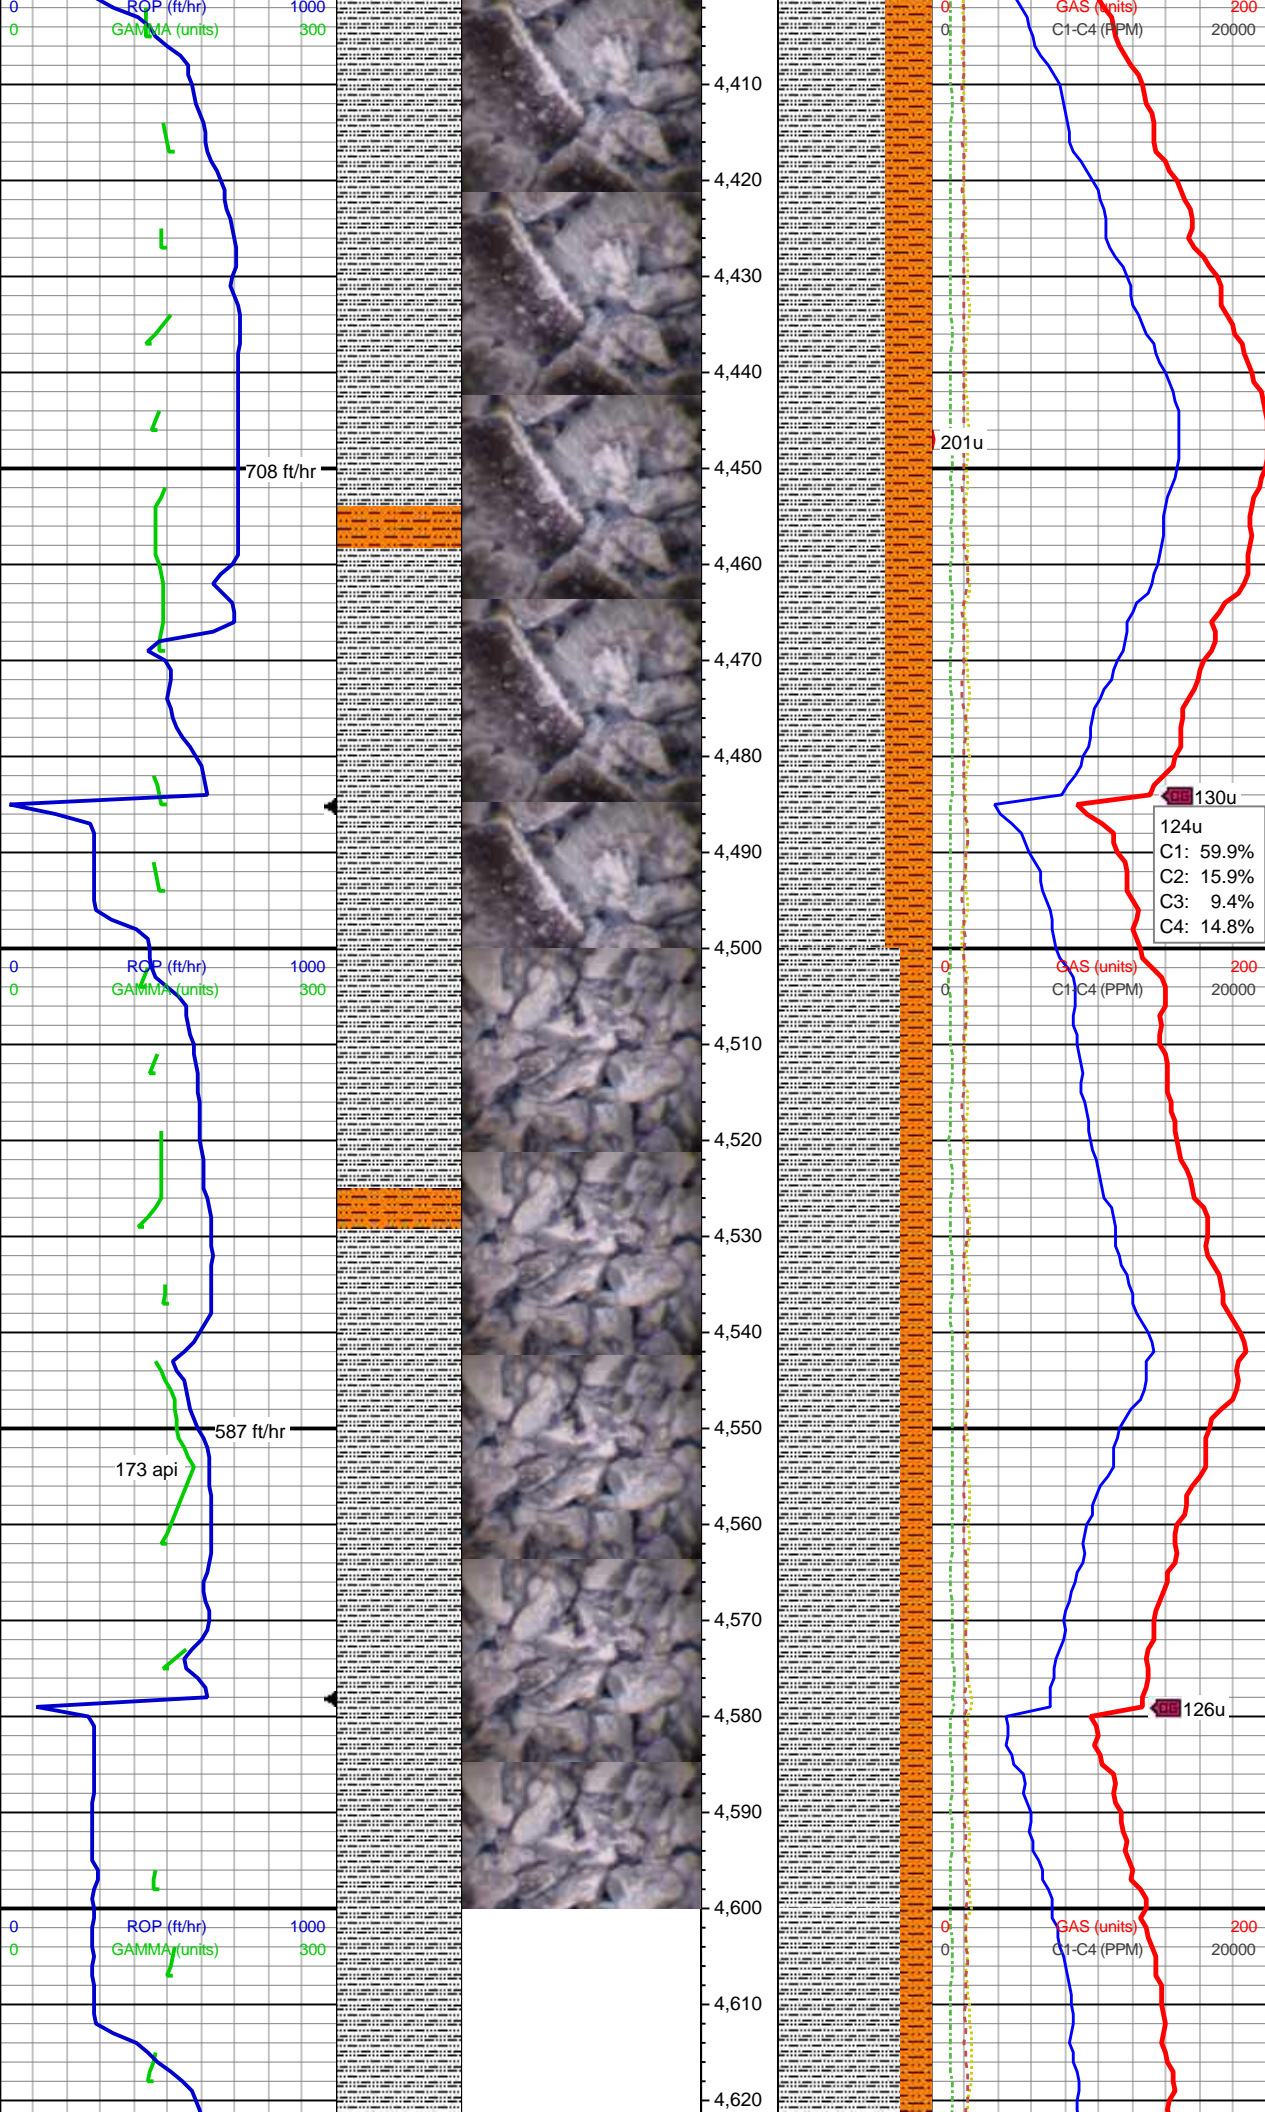 0 ROP (ft/hr) 1000 0 GAS (units) 200
0 GAMMA (units) 300 0 C1-C4 (PPM) 20000
4,410
4,420
4,430
4,440
201u
4,450
708 ft/hr
4,460
4,470
4,480
CG 130u
124u
C1: 59.9%
4,490
C2: 15.9%
C3: 9.4%
C4: 14.8%
4,500
0 ROP (ft/hr) 1000 0 GAS (units) 200
0 GAMMA (units) 300 0 C1-C4 (PPM) 20000
4,510
4,520
4,530
4,540
4,550
587 ft/hr
173 api
4,560
4,570
4,580
CG 126u
4,590
4,600
0 ROP (ft/hr) 1000 0 GAS (units) 200
0 GAMMA (units) 300 0 C1-C4 (PPM) 20000
4,610
4,620